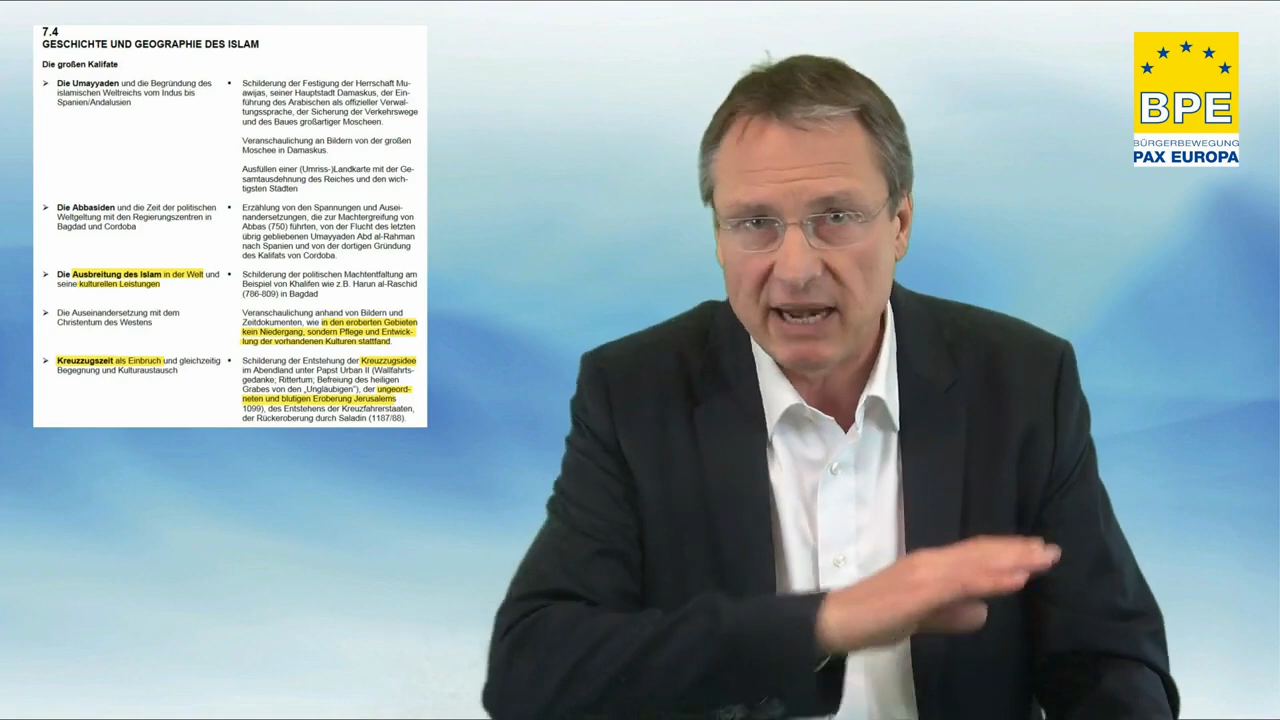 7.4
GESCHICHTE UND GEOGRAPHIE DES ISLAM
Die großen Kalifate
➢ Die Umayyaden und die Begründung des
islamischen Weltreichs vom Indus bis
Spanien/Andalusien
• Schilderung der Festigung der Herrschaft Mu-
awijas, seiner Hauptstadt Damaskus, der Ein-
führung des Arabischen als offizieller Verwal-
tungssprache, der Sicherung der Verkehrswege
und des Baues großartiger Moscheen.
Veranschaulichung an Bildern von der großen
Moschee in Damaskus.
Ausfüllen einer (Umriss-)Landkarte mit der Ge-
samtausdehnung des Reiches und den wich-
tigsten Städten
➢ Die Abbasiden und die Zeit der politischen
Weltgeltung mit den Regierungszentren in
Bagdad und Cordoba
• Erzählung von den Spannungen und Ausei-
nandersetzungen, die zur Machtergreifung von
Abbas (750) führten, von der Flucht des letzten
übrig gebliebenen Umayyaden Abd al-Rahman
nach Spanien und von der dortigen Gründung
des Kalifats von Cordoba.
➢ Die Ausbreitung des Islam in der Welt und
seine kulturellen Leistungen
• Schilderung der politischen Machtentfaltung am
Beispiel von Khalifen wie z.B. Harun al-Raschid
(786-809) in Bagdad
➢ Die Auseinandersetzung mit dem
Christentum des Westens
Veranschaulichung anhand von Bildern und
Zeitdokumenten, wie in den eroberten Gebieten
kein Niedergang, sondern Pflege und Entwick-
lung der vorhandenen Kulturen stattfand.
➢ Kreuzzugszeit als Einbruch und gleichzeitig
Begegnung und Kulturaustausch
• Schilderung der Entstehung der Kreuzzugsidee
im Abendland unter Papst Urban II (Wallfahrts-
gedanke; Rittertum; Befreiung des heiligen
Grabes von den „Ungläubigen"), der ungeord-
neten und blutigen Eroberung Jerusalems
1099), des Entstehens der Kreuzfahrerstaaten,
der Rückeroberung durch Saladin (1187/88).
BPE
BÜRGERBEWEGUNG
PAX EUROPA